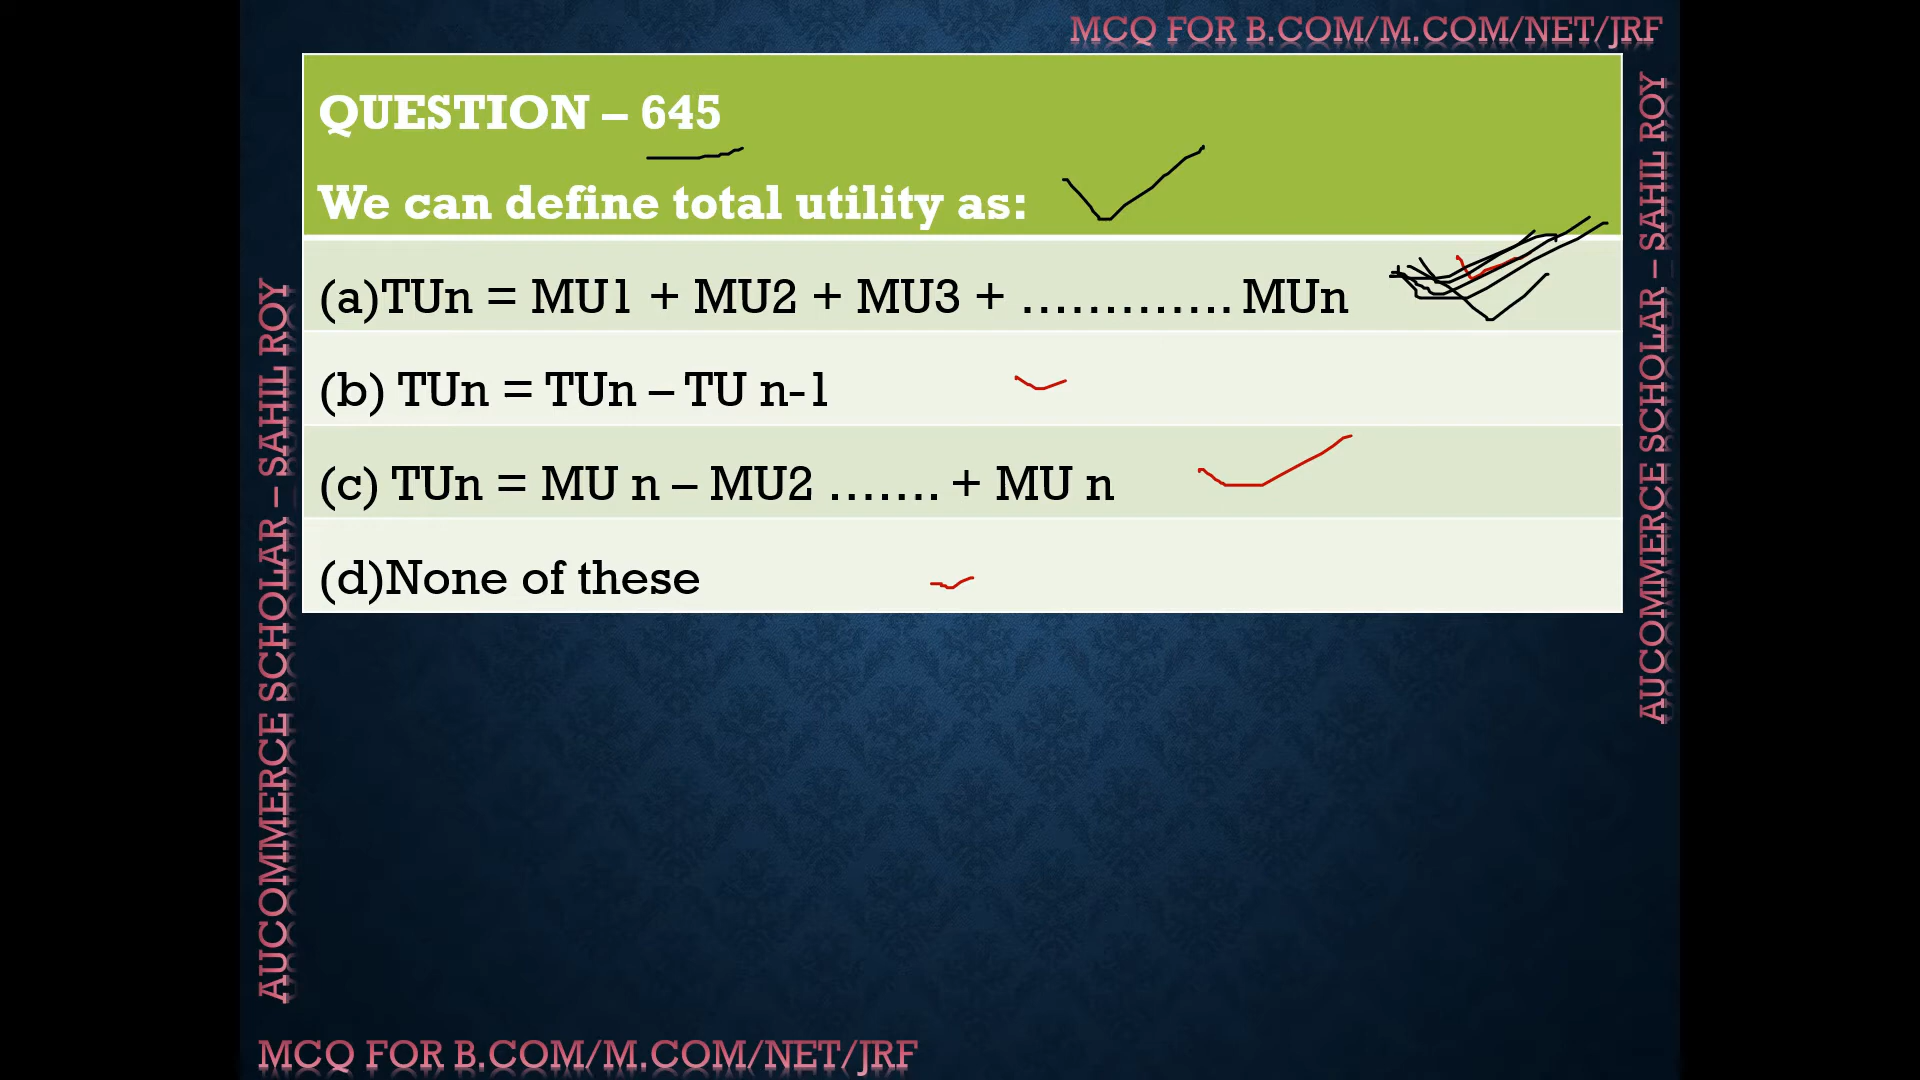 MCQ FOR B.COM/M.COM/NET/JRF
QUESTION – 645
We can define total utility as:
(a)TUn = MU1 + MU2 + MU3 + ............. MUn
(b) TUn = TUn – TU n-1
(c) TUn = MU n – MU2 ....... + MU n
(d)None of these
AUCOMMERCE SCHOLAR – SAHIL ROY
AUCOMMERCE SCHOLAR – SAHIL ROY
MCQ FOR B.COM/M.COM/NET/JRF